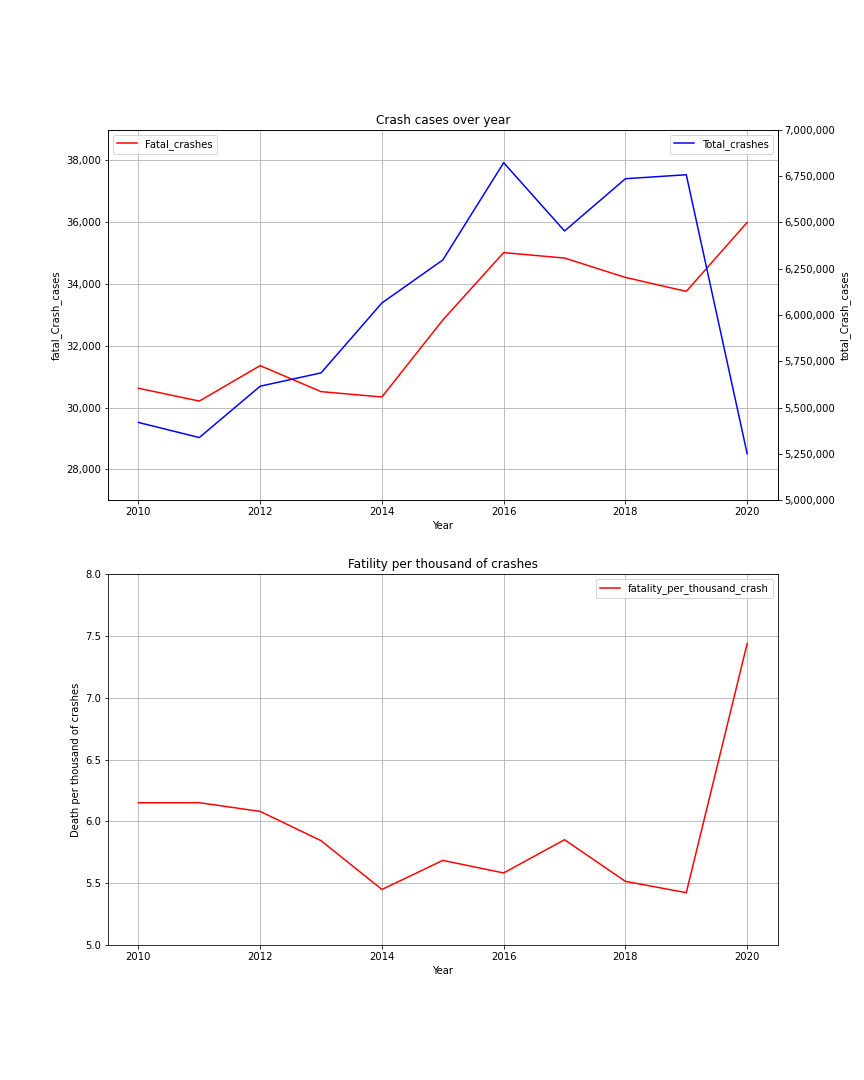 Crash cases over year
Fatal_crashes
Total_crashes
38,000
36,000
34,000
32,000
30,000
28,000
fatal_Crash_cases
7,000,000
6,750,000
6,500,000
6,250,000
6,000,000
5,750,000
5,500,000
5,250,000
5,000,000
total_Crash_cases
2010 2012 2014 2016 2018 2020
Year
Fatility per thousand of crashes
fatality_per_thousand_crash
8.0
7.5
7.0
6.5
6.0
5.5
5.0
Death per thousand of crashes
2010 2012 2014 2016 2018 2020
Year